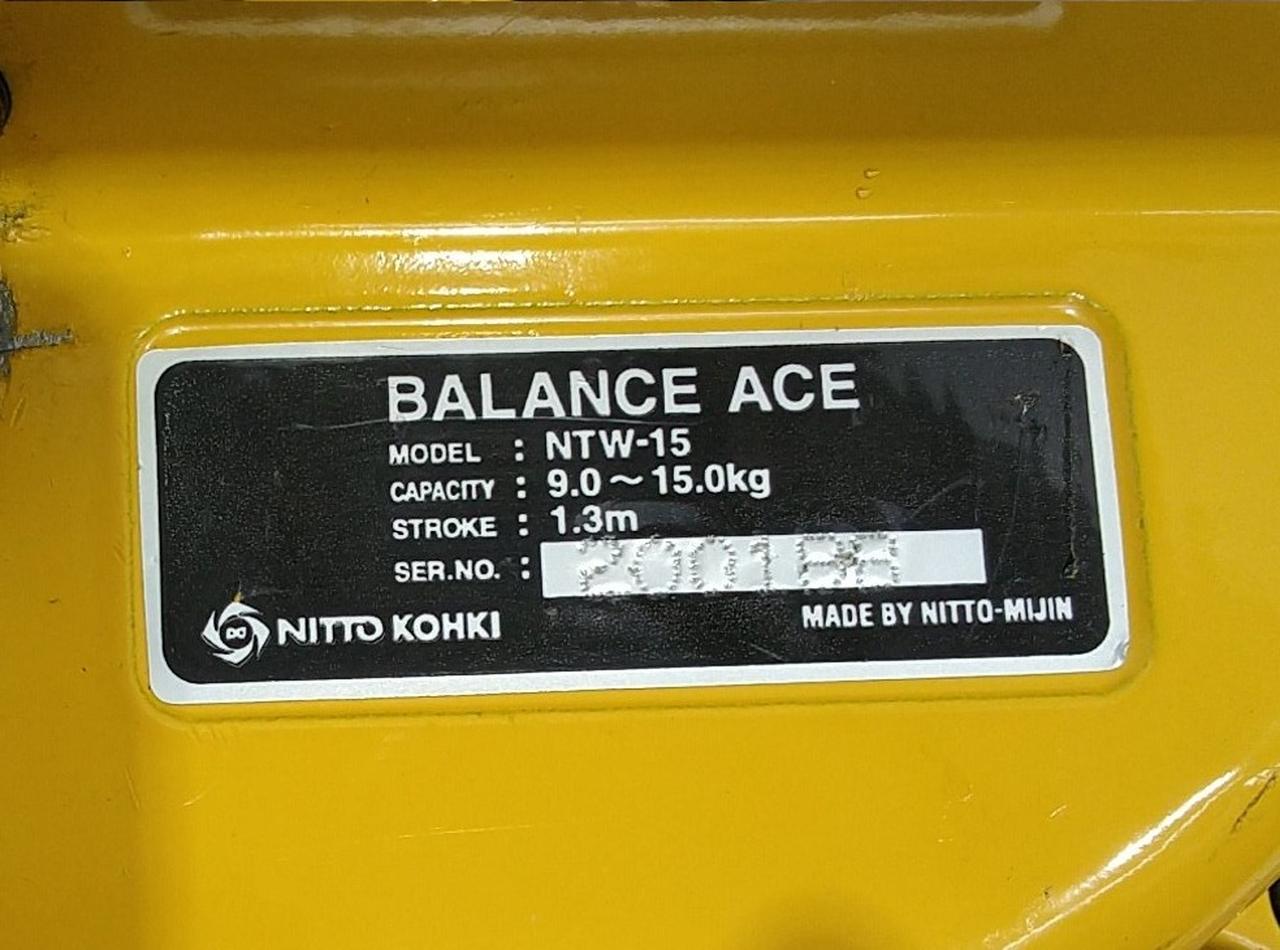 BALANCE ACE
MODEL : NTW-15
CAPACITY : 9.0～15.0kg
STROKE : 1.3m
SER.NO. :
NITTO KOHKI
MADE BY NITTO-MIJIN